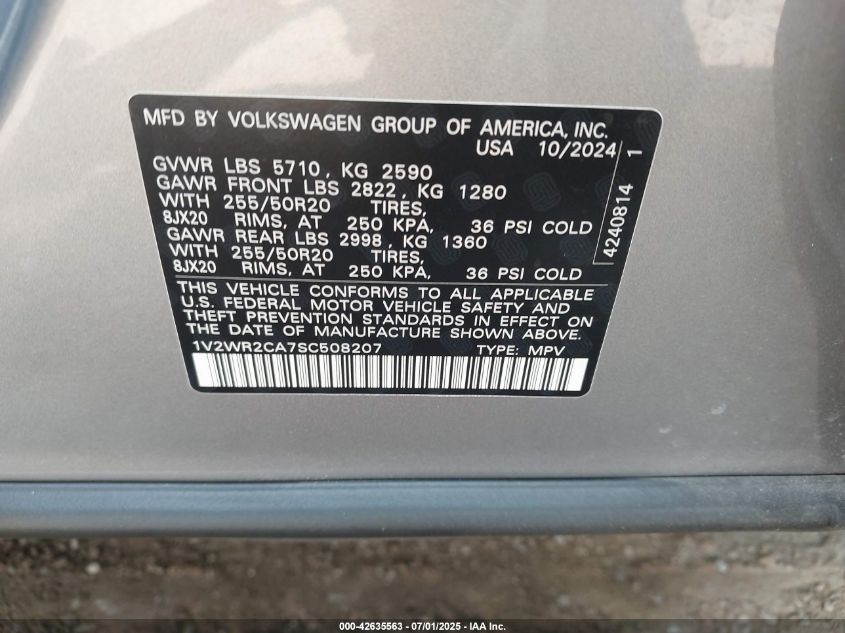 MFD BY VOLKSWAGEN GROUP OF AMERICA, INC.
USA 10/2024
GVWR LBS 5710, KG 2590
GAWR FRONT LBS 2822, KG 1280
WITH 255/50R20 TIRES,
8JX20 RIMS, AT 250 KPA, 36 PSI COLD
GAWR REAR LBS 2998, KG 1360
WITH 255/50R20 TIRES,
8JX20 RIMS, AT 250 KPA, 36 PSI COLD
4240814 1
THIS VEHICLE CONFORMS TO ALL APPLICABLE
U.S. FEDERAL MOTOR VEHICLE SAFETY AND
THEFT PREVENTION STANDARDS IN EFFECT ON
THE DATE OF MANUFACTURE SHOWN ABOVE.
1V2WR2CA7SC508207 TYPE: MPV
000-42635563 - 07/01/2025 - IAA Inc.